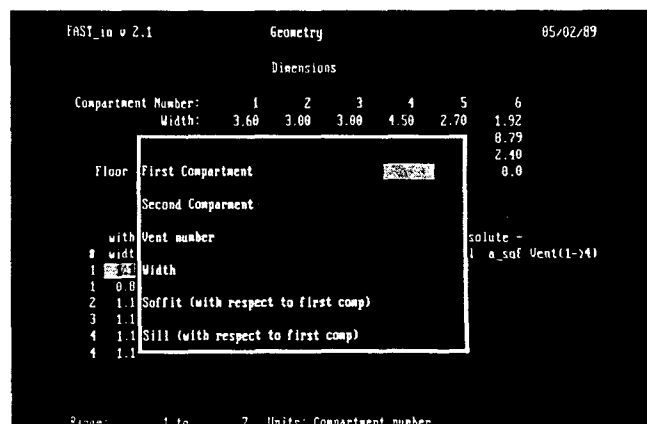 FAST_in v 2.1 Geometry 05/02/89
Dimensions
Compartment Number: 1 2 3 4 5 6
Width: 3.60 3.00 3.00 4.50 2.70 1.92
8.79
2.40
Floor First Compartment 0.0
Second Comparment
with Vent number solute -
# widt l a_sof Vent(1->4)
1 Width
1 0.8
2 1.1 Soffit (with respect to first comp)
3 1.1
4 1.1 Sill (with respect to first comp)
4 1.1
Range: 1 to 7 Units: Compartment number